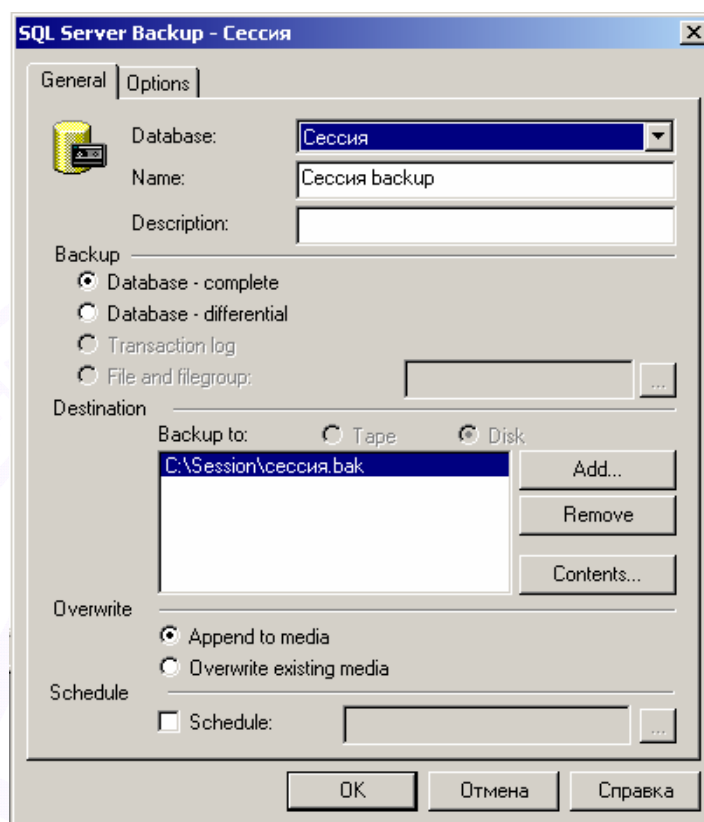 SQL Server Backup - Сессия
General
Options
Database:
Сессия
Name:
Сессия backup
Description:
Backup
Database - complete
Database - differential
Transaction log
File and filegroup:
...
Destination
Backup to:
Tape
Disk
C:\Session\сессия.bak
Add...
Remove
Contents...
Overwrite
Append to media
Overwrite existing media
Schedule
Schedule:
...
OK
Отмена
Справка